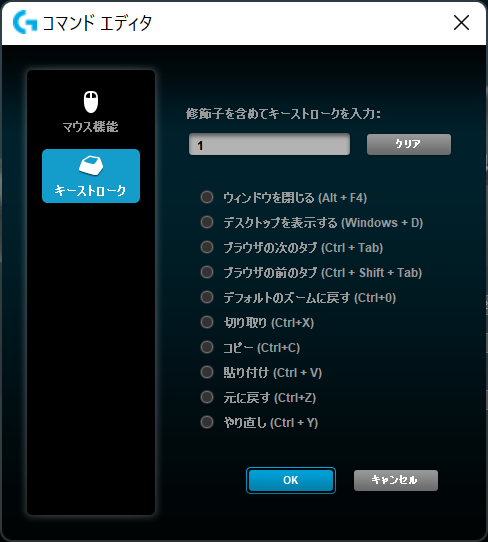 コマンド エディタ
マウス機能
キーストローク
修飾子を含めてキーストロークを入力:
1
クリア
ウィンドウを閉じる (Alt + F4)
デスクトップを表示する (Windows + D)
ブラウザの次のタブ (Ctrl + Tab)
ブラウザの前のタブ (Ctrl + Shift + Tab)
デフォルトのズームに戻す (Ctrl+0)
切り取り (Ctrl+X)
コピー (Ctrl+C)
貼り付け (Ctrl + V)
元に戻す (Ctrl+Z)
やり直し (Ctrl + Y)
OK
キャンセル